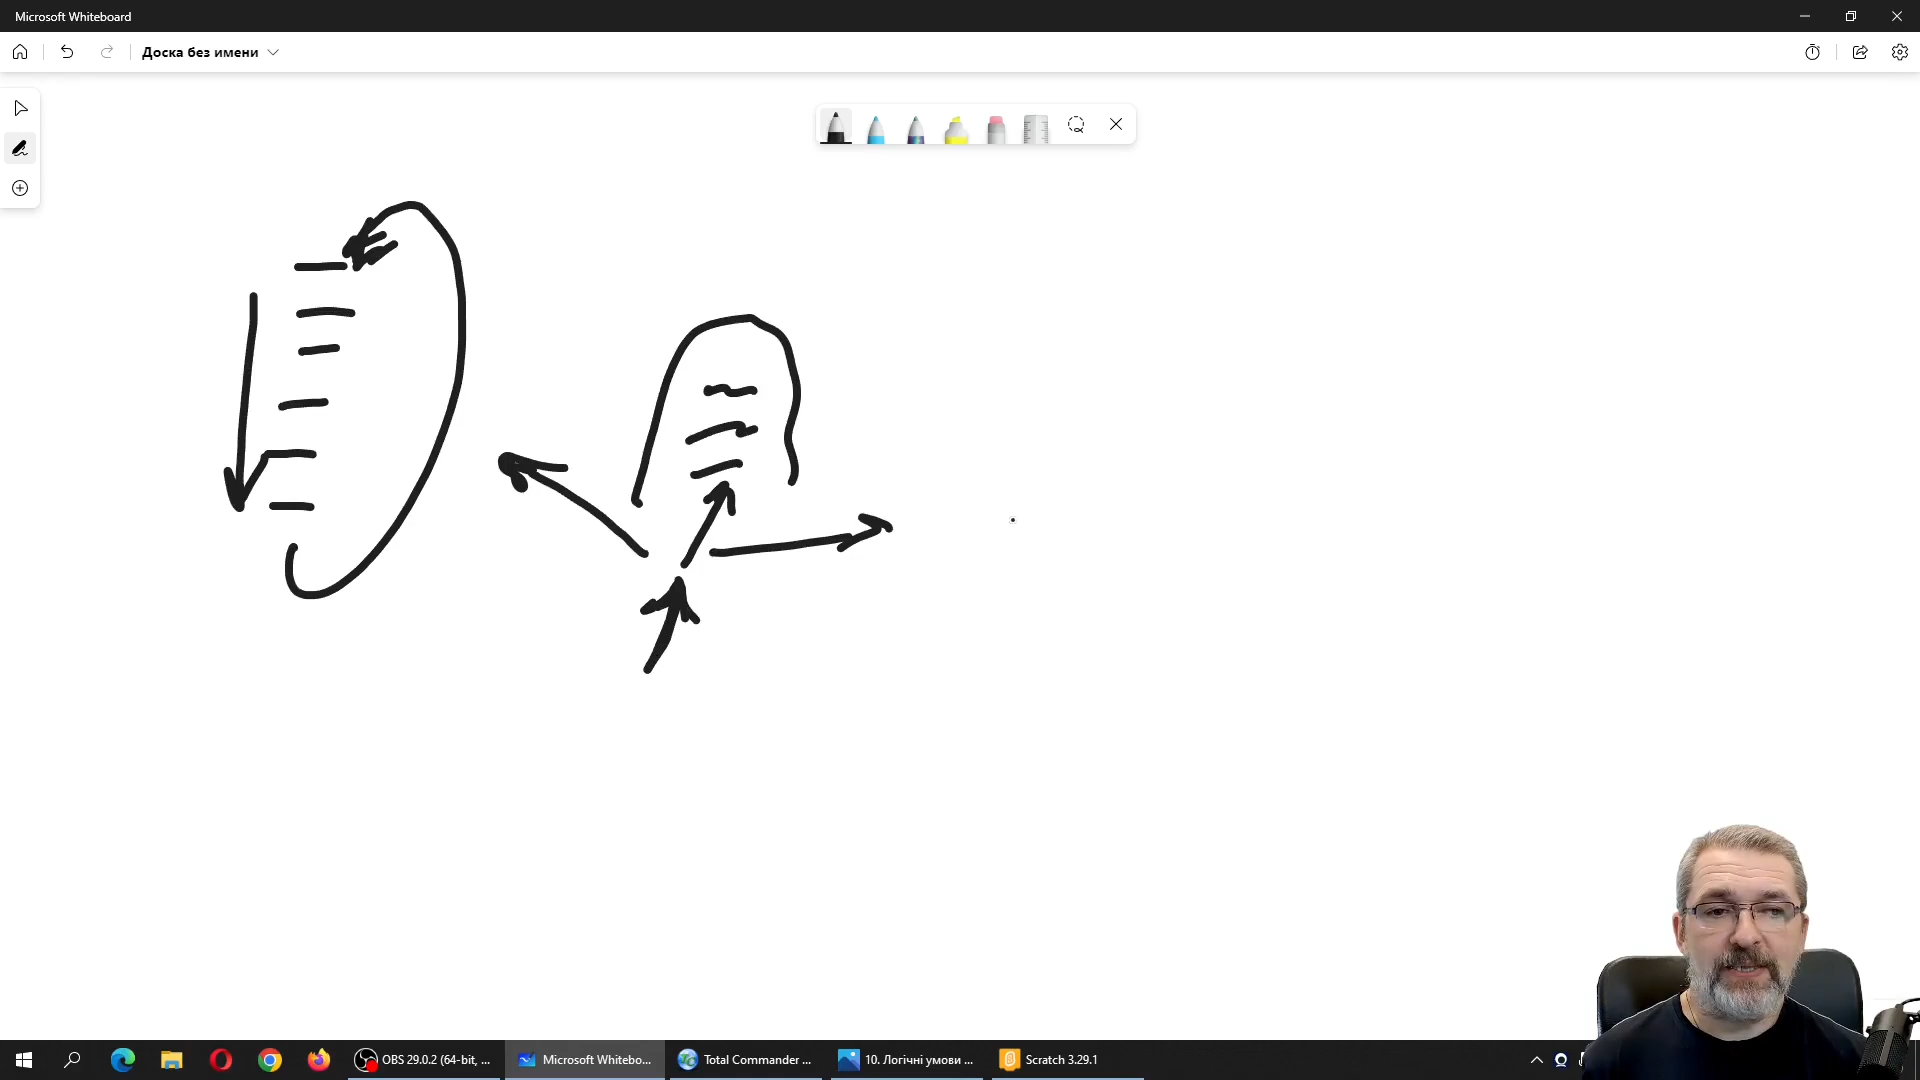 Microsoft Whiteboard
Доска без имени
OBS 29.0.2 (64-bit, ...
Microsoft Whitebo...
Total Commander ...
10. Логічні умови ...
Scratch 3.29.1